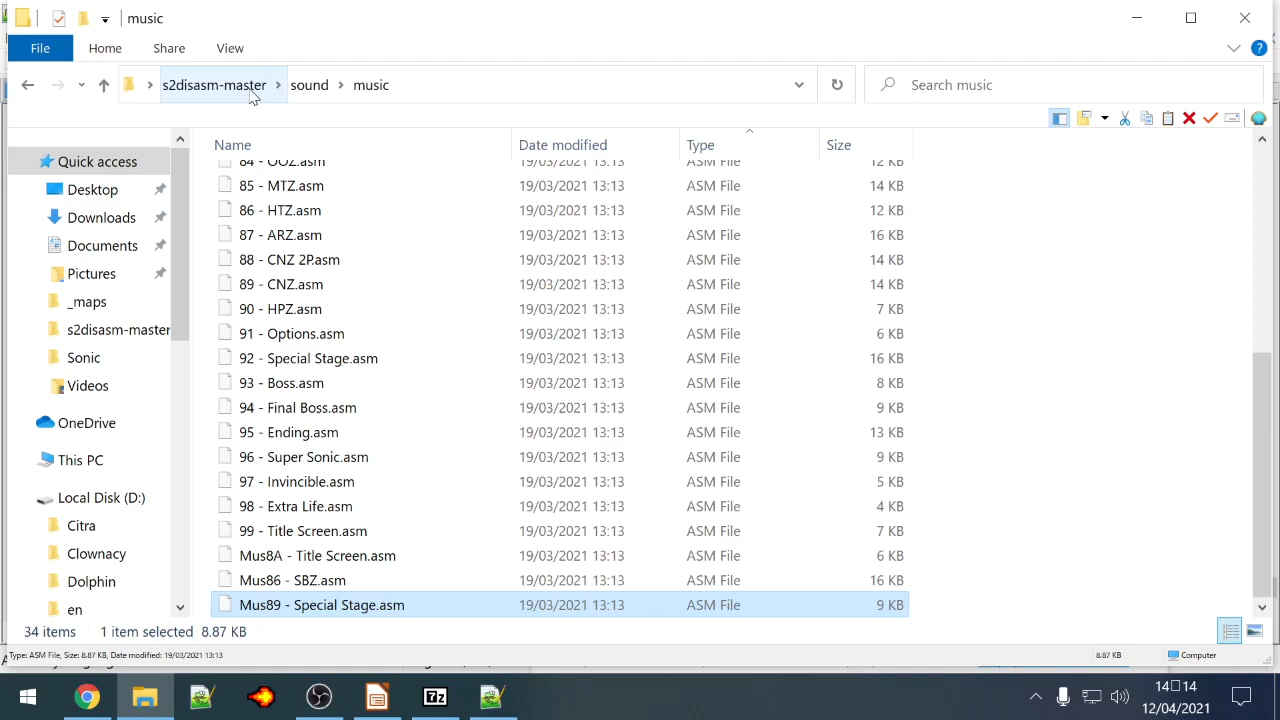 music
File Home Share View
s2disasm-master sound music Search music
Name Date modified Type Size
Quick access
Desktop
Downloads
Documents
Pictures
_maps
s2disasm-master
Sonic
Videos
OneDrive
This PC
Local Disk (D:)
Citra
Clownacy
Dolphin
en
84 - OOZ.asm 19/03/2021 13:13 ASM File 12 KB
85 - MTZ.asm 19/03/2021 13:13 ASM File 14 KB
86 - HTZ.asm 19/03/2021 13:13 ASM File 12 KB
87 - ARZ.asm 19/03/2021 13:13 ASM File 16 KB
88 - CNZ 2P.asm 19/03/2021 13:13 ASM File 14 KB
89 - CNZ.asm 19/03/2021 13:13 ASM File 14 KB
90 - HPZ.asm 19/03/2021 13:13 ASM File 7 KB
91 - Options.asm 19/03/2021 13:13 ASM File 6 KB
92 - Special Stage.asm 19/03/2021 13:13 ASM File 16 KB
93 - Boss.asm 19/03/2021 13:13 ASM File 8 KB
94 - Final Boss.asm 19/03/2021 13:13 ASM File 9 KB
95 - Ending.asm 19/03/2021 13:13 ASM File 13 KB
96 - Super Sonic.asm 19/03/2021 13:13 ASM File 9 KB
97 - Invincible.asm 19/03/2021 13:13 ASM File 5 KB
98 - Extra Life.asm 19/03/2021 13:13 ASM File 4 KB
99 - Title Screen.asm 19/03/2021 13:13 ASM File 7 KB
Mus8A - Title Screen.asm 19/03/2021 13:13 ASM File 6 KB
Mus86 - SBZ.asm 19/03/2021 13:13 ASM File 16 KB
Mus89 - Special Stage.asm 19/03/2021 13:13 ASM File 9 KB
34 items 1 item selected 8.87 KB
Type: ASM File, Size: 8.87 KB, Date modified: 19/03/2021 13:13 8.87 KB Computer
7z
14□14
12/04/2021